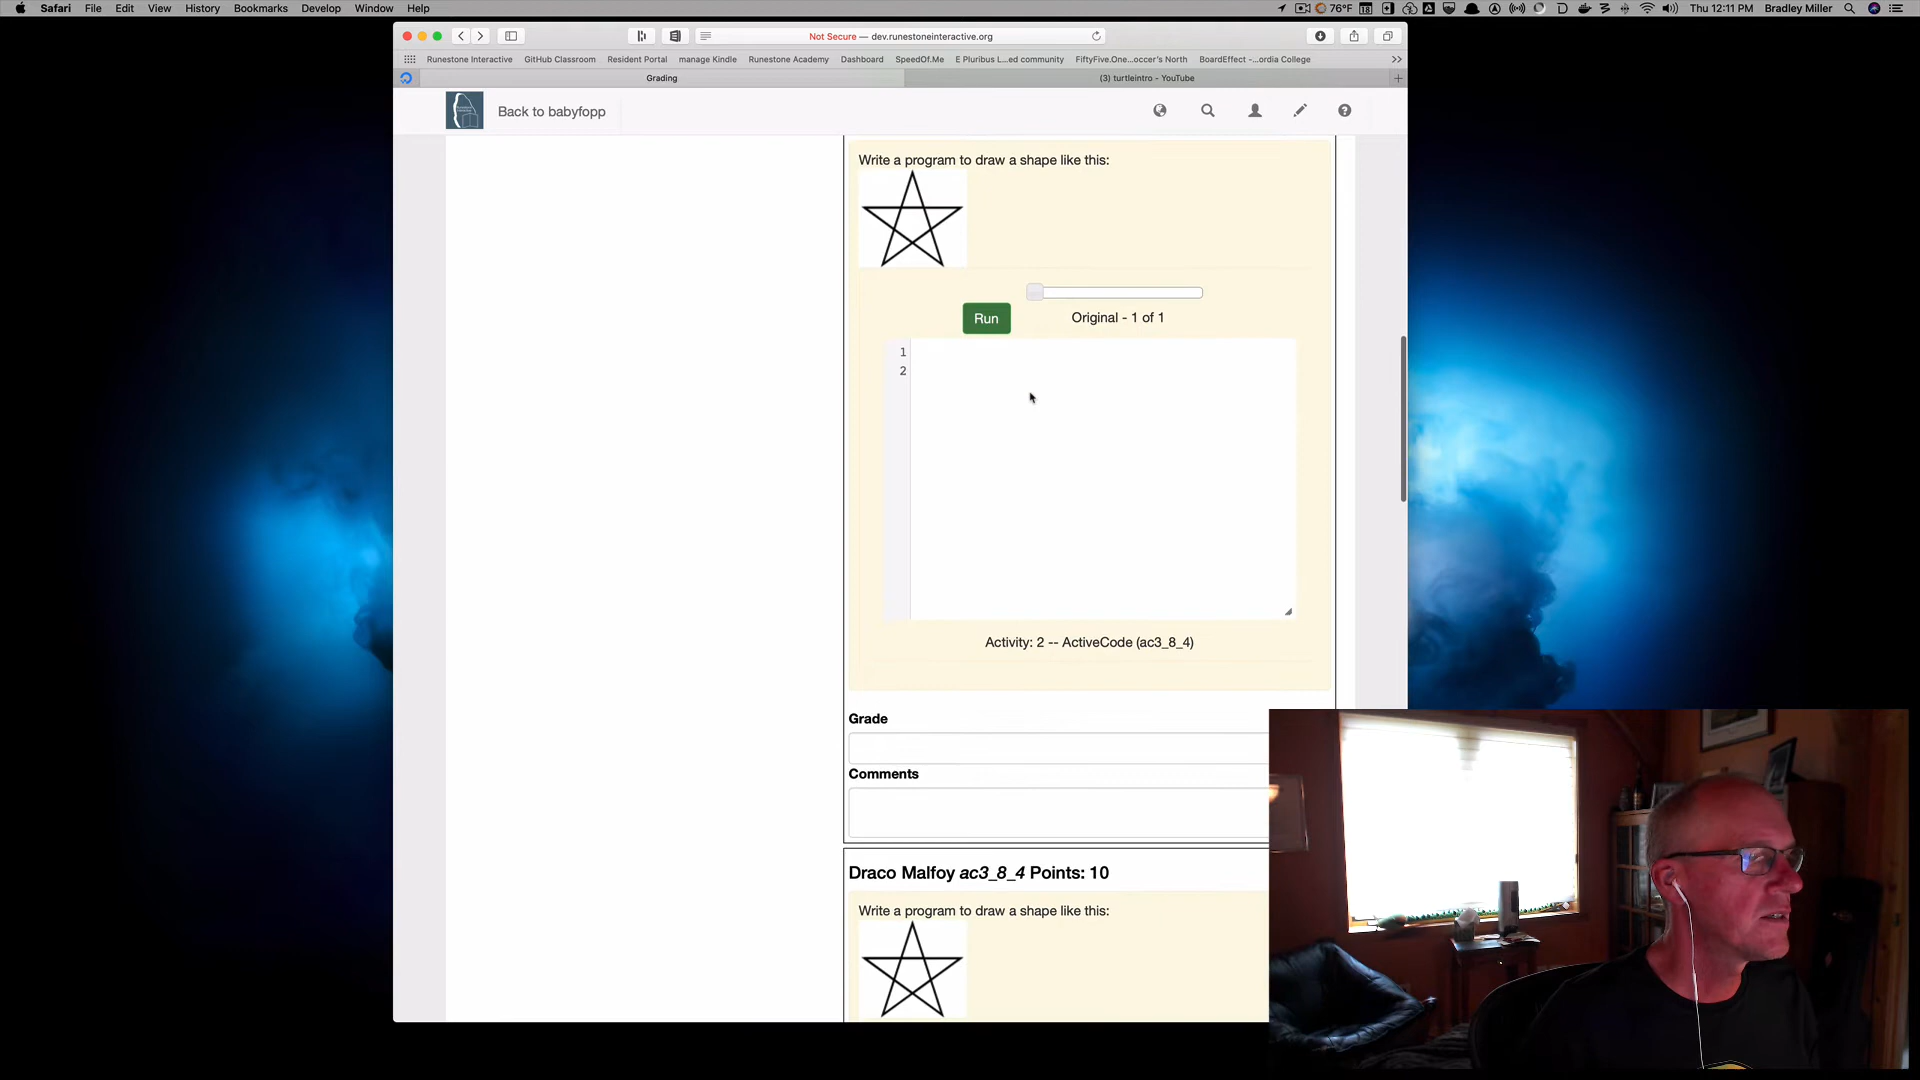 Safari File Edit View History Bookmarks Develop Window Help 76°F 18 Thu 12:11 PM Bradley Miller
Not Secure — dev.runestoneinteractive.org
Runestone Interactive GitHub Classroom Resident Portal manage Kindle Runestone Academy Dashboard SpeedOf.Me E Pluribus L...ed community FiftyFive.One...occer's North BoardEffect -...ordia College
Grading (3) turtleintro - YouTube
Back to babyfopp
Write a program to draw a shape like this:
Run Original - 1 of 1
1
2
Activity: 2 -- ActiveCode (ac3_8_4)
Grade
Comments
Draco Malfoy ac3_8_4 Points: 10
Write a program to draw a shape like this: